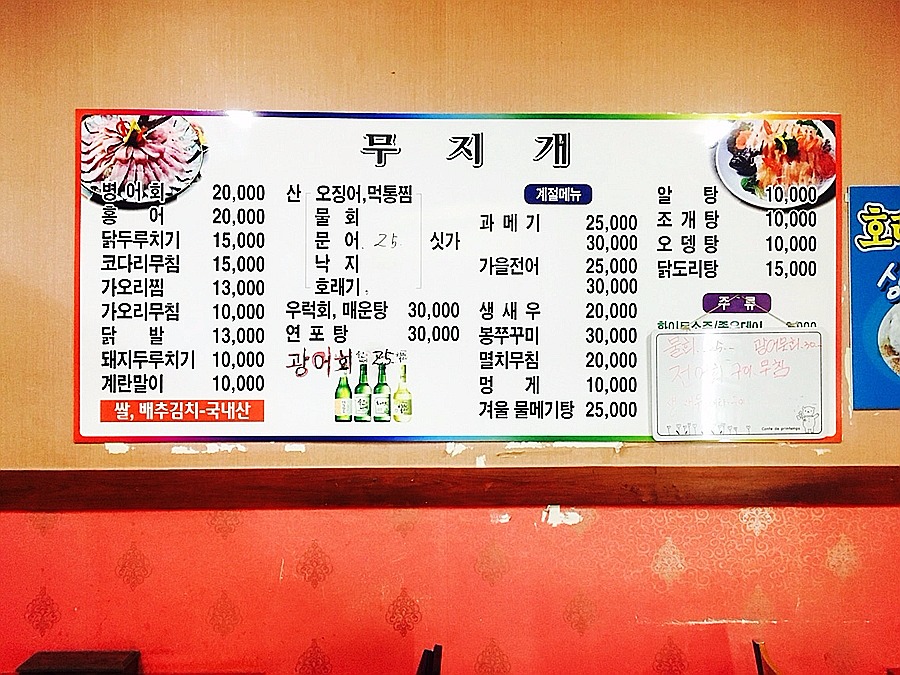 무 지 개
병 어 회 20,000
홍 어 20,000
닭두루치기 15,000
코다리무침 15,000
가오리찜 13,000
가오리무침 10,000
닭 발 13,000
돼지두루치기 10,000
계란말이 10,000
쌀, 배추김치-국내산
산 오징어,먹통찜
물 회
문 어 25
낙 지
호래기
싯가
우럭회, 매운탕 30,000
연 포 탕 30,000
광어회 25
계절메뉴
과 메 기 25,000
30,000
가을전어 25,000
30,000
생 새 우 20,000
봉쭈꾸미 30,000
멸치무침 20,000
멍 게 10,000
겨울 물메기탕 25,000
알 탕 10,000
조 개 탕 10,000
오 뎅 탕 10,000
닭도리탕 15,000
주 류
물회
Conte de printemps